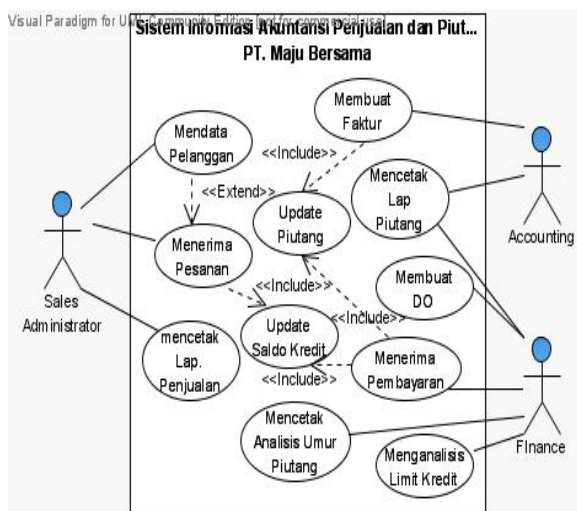 Visual Paradigm for UML Community Edition [not for commercial use]
Sistem Informasi Akuntansi Penjualan dan Piut...
PT. Maju Bersama
Mendata
Pelanggan
<<Include>>
Membuat
Faktur
<<Extend>>
Update
Piutang
Mencetak
Lap
Piutang
Accounting
Menerima
Pesanan
Sales
Administrator
<<Include>>
Membuat
DO
Update
Saldo Kredit
<<Include>>
mencetak
Lap.
Penjualan
<<Include>>
Menerima
Pembayaran
Mencetak
Analisis Umur
Piutang
Menganalisis
Limit Kredit
FInance